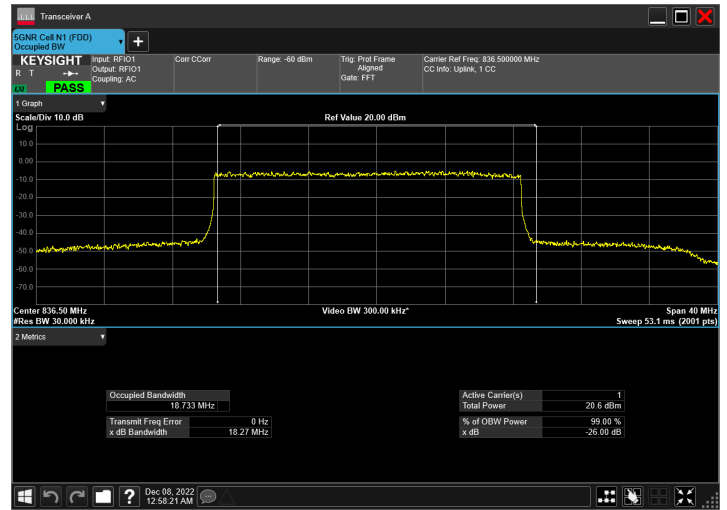 Transceiver A
5GNR Cell N1 (FDD)
Occupied BW
+
KEYSIGHT Input: RFIO1 Corr CCorr Range: -60 dBm Trig: Prot Frame Carrier Ref Freq: 836.500000 MHz
R T Output: RFIO1 Aligned CC Info: Uplink, 1 CC
Coupling: AC Gate: FFT
LXI PASS
1 Graph
Scale/Div 10.0 dB Ref Value 20.00 dBm
Log
10.0
0.00
-10.0
-20.0
-30.0
-40.0
-50.0
-60.0
-70.0
Center 836.50 MHz Video BW 300.00 kHz* Span 40 MHz
#Res BW 30.000 kHz Sweep 53.1 ms (2001 pts)
2 Metrics
Occupied Bandwidth Active Carrier(s) 1
18.733 MHz Total Power 20.6 dBm
Transmit Freq Error 0 Hz % of OBW Power 99.00 %
x dB Bandwidth 18.27 MHz x dB -26.00 dB
? Dec 08, 2022
12:58:21 AM